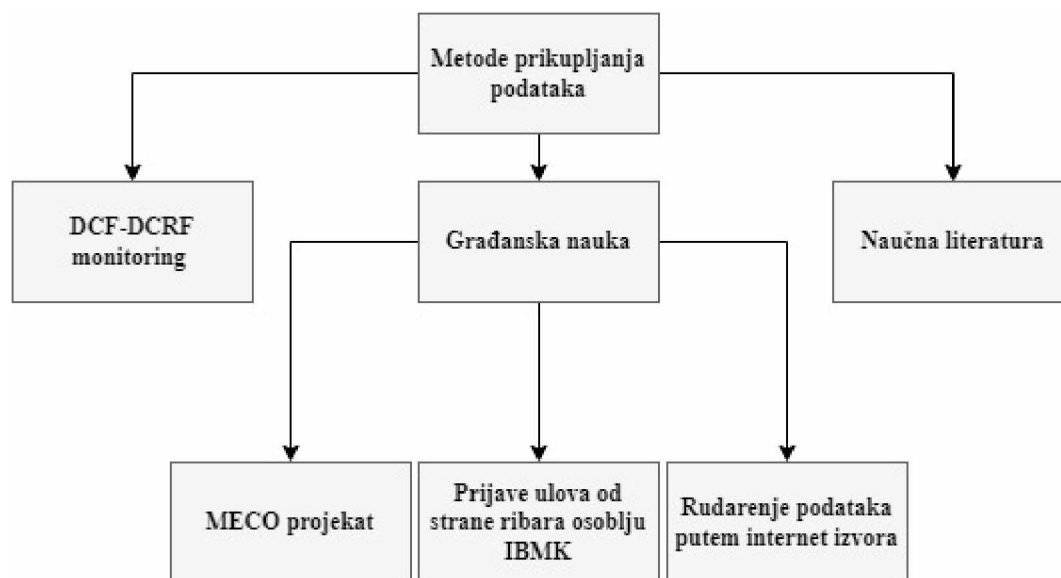 Metode prikupljanja
podataka
DCF-DCRF
monitoring
Građanska nauka
Naučna literatura
MECO projekat
Prijave ulova od
strane ribara osoblju
IBMK
Rudarenje podataka
putem internet izvora